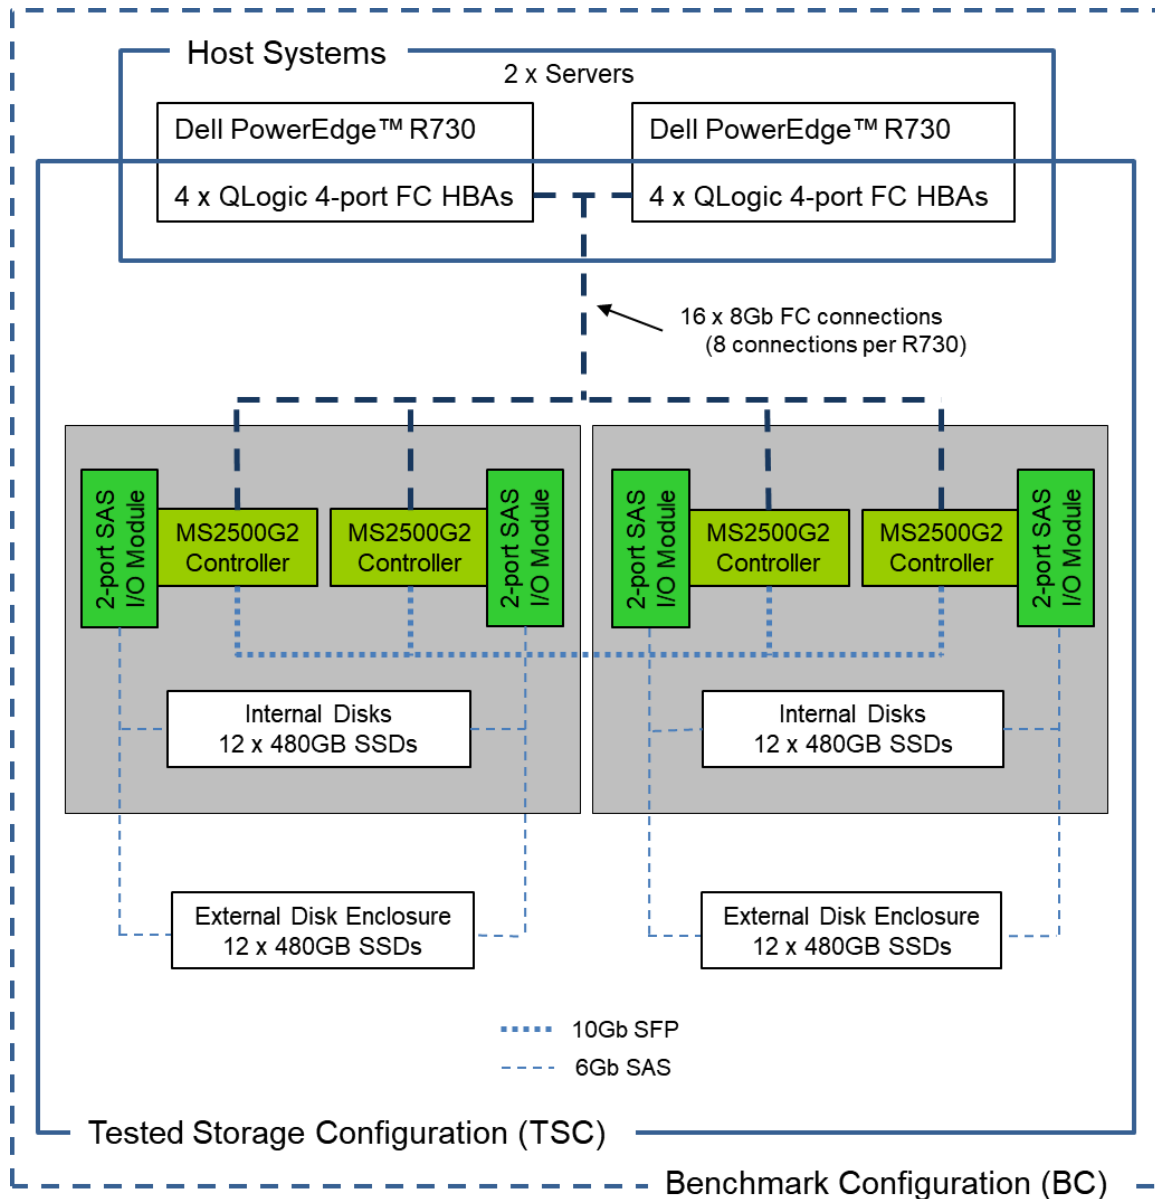 Host Systems
2 x Servers
Dell PowerEdge™ R730
4 x QLogic 4-port FC HBAs
Dell PowerEdge™ R730
4 x QLogic 4-port FC HBAs
16 x 8Gb FC connections
(8 connections per R730)
2-port SAS
I/O Module
MS2500G2
Controller
MS2500G2
Controller
2-port SAS
I/O Module
2-port SAS
I/O Module
MS2500G2
Controller
MS2500G2
Controller
2-port SAS
I/O Module
Internal Disks
12 x 480GB SSDs
Internal Disks
12 x 480GB SSDs
External Disk Enclosure
12 x 480GB SSDs
External Disk Enclosure
12 x 480GB SSDs
10Gb SFP
6Gb SAS
Tested Storage Configuration (TSC)
Benchmark Configuration (BC)